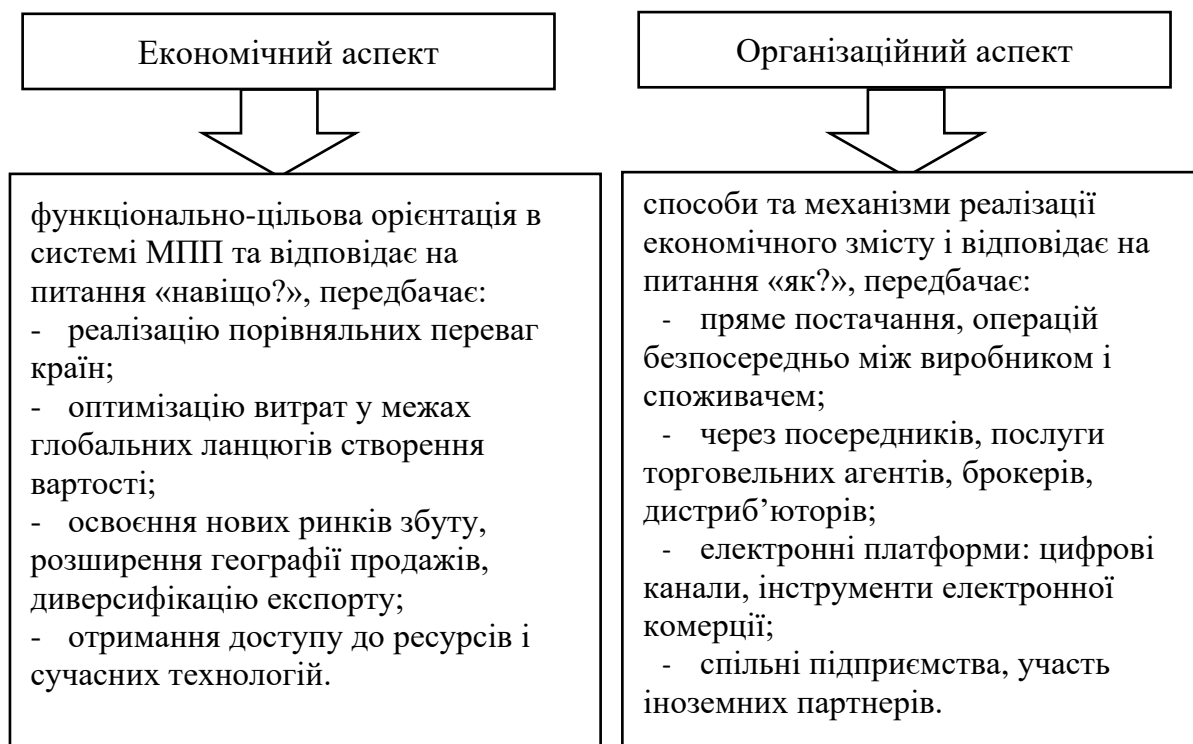 Економічний аспект
функціонально-цільова орієнтація в
системі МПП та відповідає на
питання «навіщо?», передбачає:
- реалізацію порівняльних переваг
країн;
- оптимізацію витрат у межах
глобальних ланцюгів створення
вартості;
- освоєння нових ринків збуту,
розширення географії продажів,
диверсифікацію експорту;
- отримання доступу до ресурсів і
сучасних технологій.
Організаційний аспект
способи та механізми реалізації
економічного змісту і відповідає на
питання «як?», передбачає:
- пряме постачання, операцій
безпосередньо між виробником і
споживачем;
- через посередників, послуги
торговельних агентів, брокерів,
дистриб’юторів;
- електронні платформи: цифрові
канали, інструменти електронної
комерції;
- спільні підприємства, участь
іноземних партнерів.